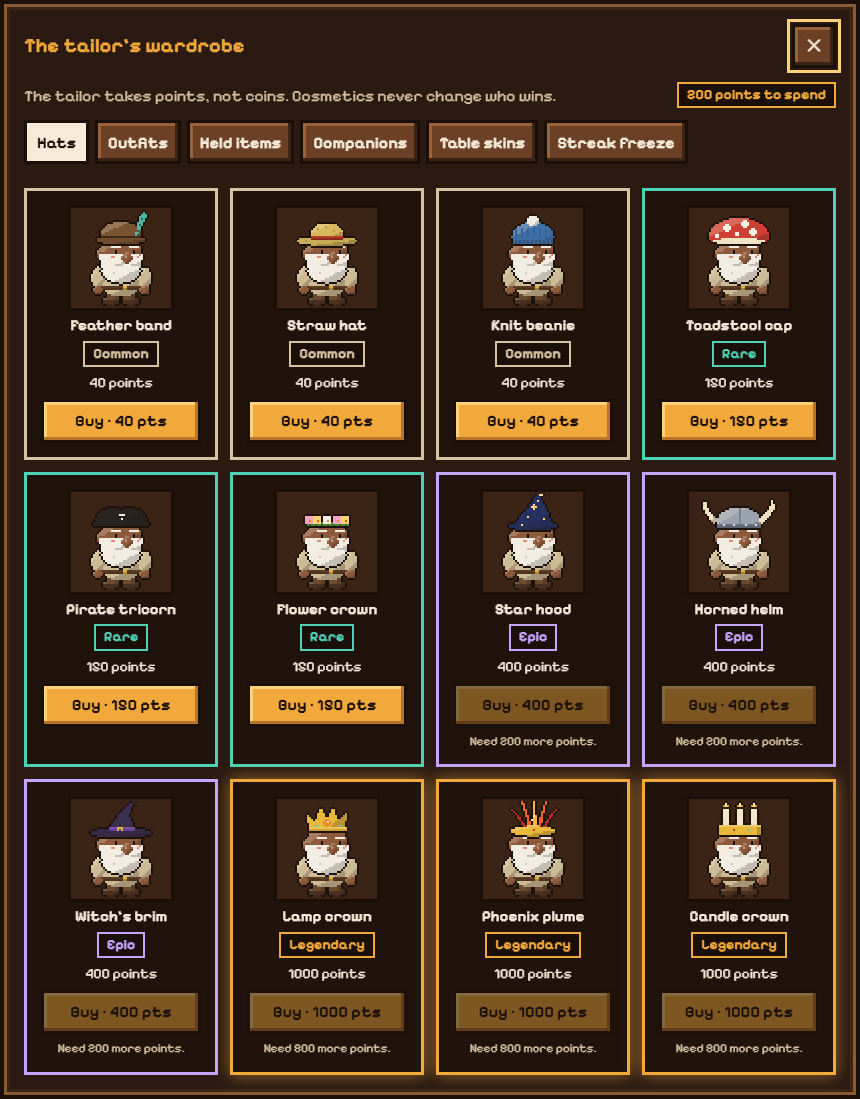 The tailor's wardrobe
×
The tailor takes points, not coins. Cosmetics never change who wins.
200 points to spend
Hats
Outfits
Held items
Companions
Table skins
Streak freeze
Feather band
Common
40 points
Buy · 40 pts
Straw hat
Common
40 points
Buy · 40 pts
Knit beanie
Common
40 points
Buy · 40 pts
Toadstool cap
Rare
150 points
Buy · 150 pts
Pirate tricorn
Rare
150 points
Buy · 150 pts
Flower crown
Rare
150 points
Buy · 150 pts
Star hood
Epic
400 points
Buy · 400 pts
Need 200 more points.
Horned helm
Epic
400 points
Buy · 400 pts
Need 200 more points.
Witch's brim
Epic
400 points
Buy · 400 pts
Need 200 more points.
Lamp crown
Legendary
1000 points
Buy · 1000 pts
Need 800 more points.
Phoenix plume
Legendary
1000 points
Buy · 1000 pts
Need 800 more points.
Candle crown
Legendary
1000 points
Buy · 1000 pts
Need 800 more points.